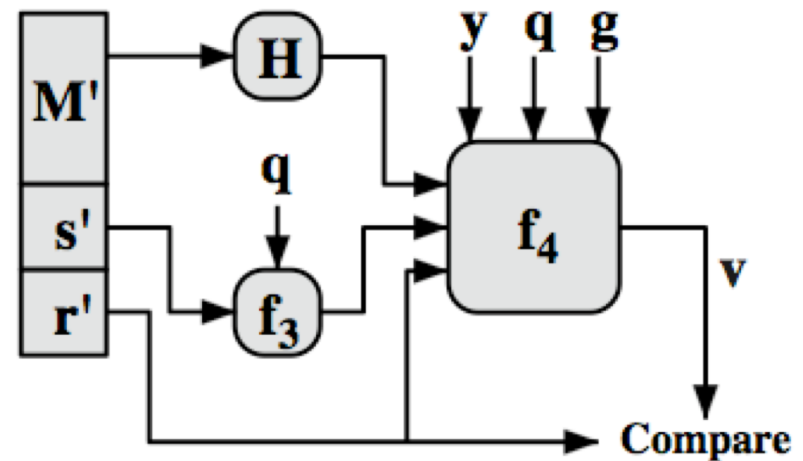 y q g
M' H
q
s' f4
f3 v
r'
Compare